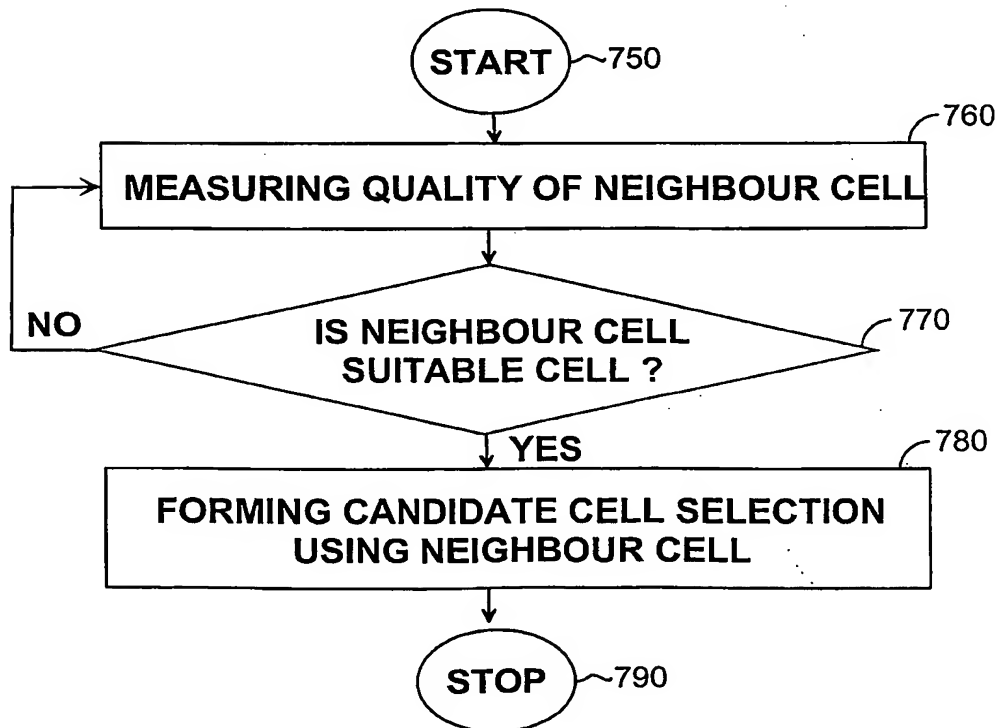 START
750
760
MEASURING QUALITY OF NEIGHBOUR CELL
NO
IS NEIGHBOUR CELL
SUITABLE CELL ?
770
YES
780
FORMING CANDIDATE CELL SELECTION
USING NEIGHBOUR CELL
STOP
790